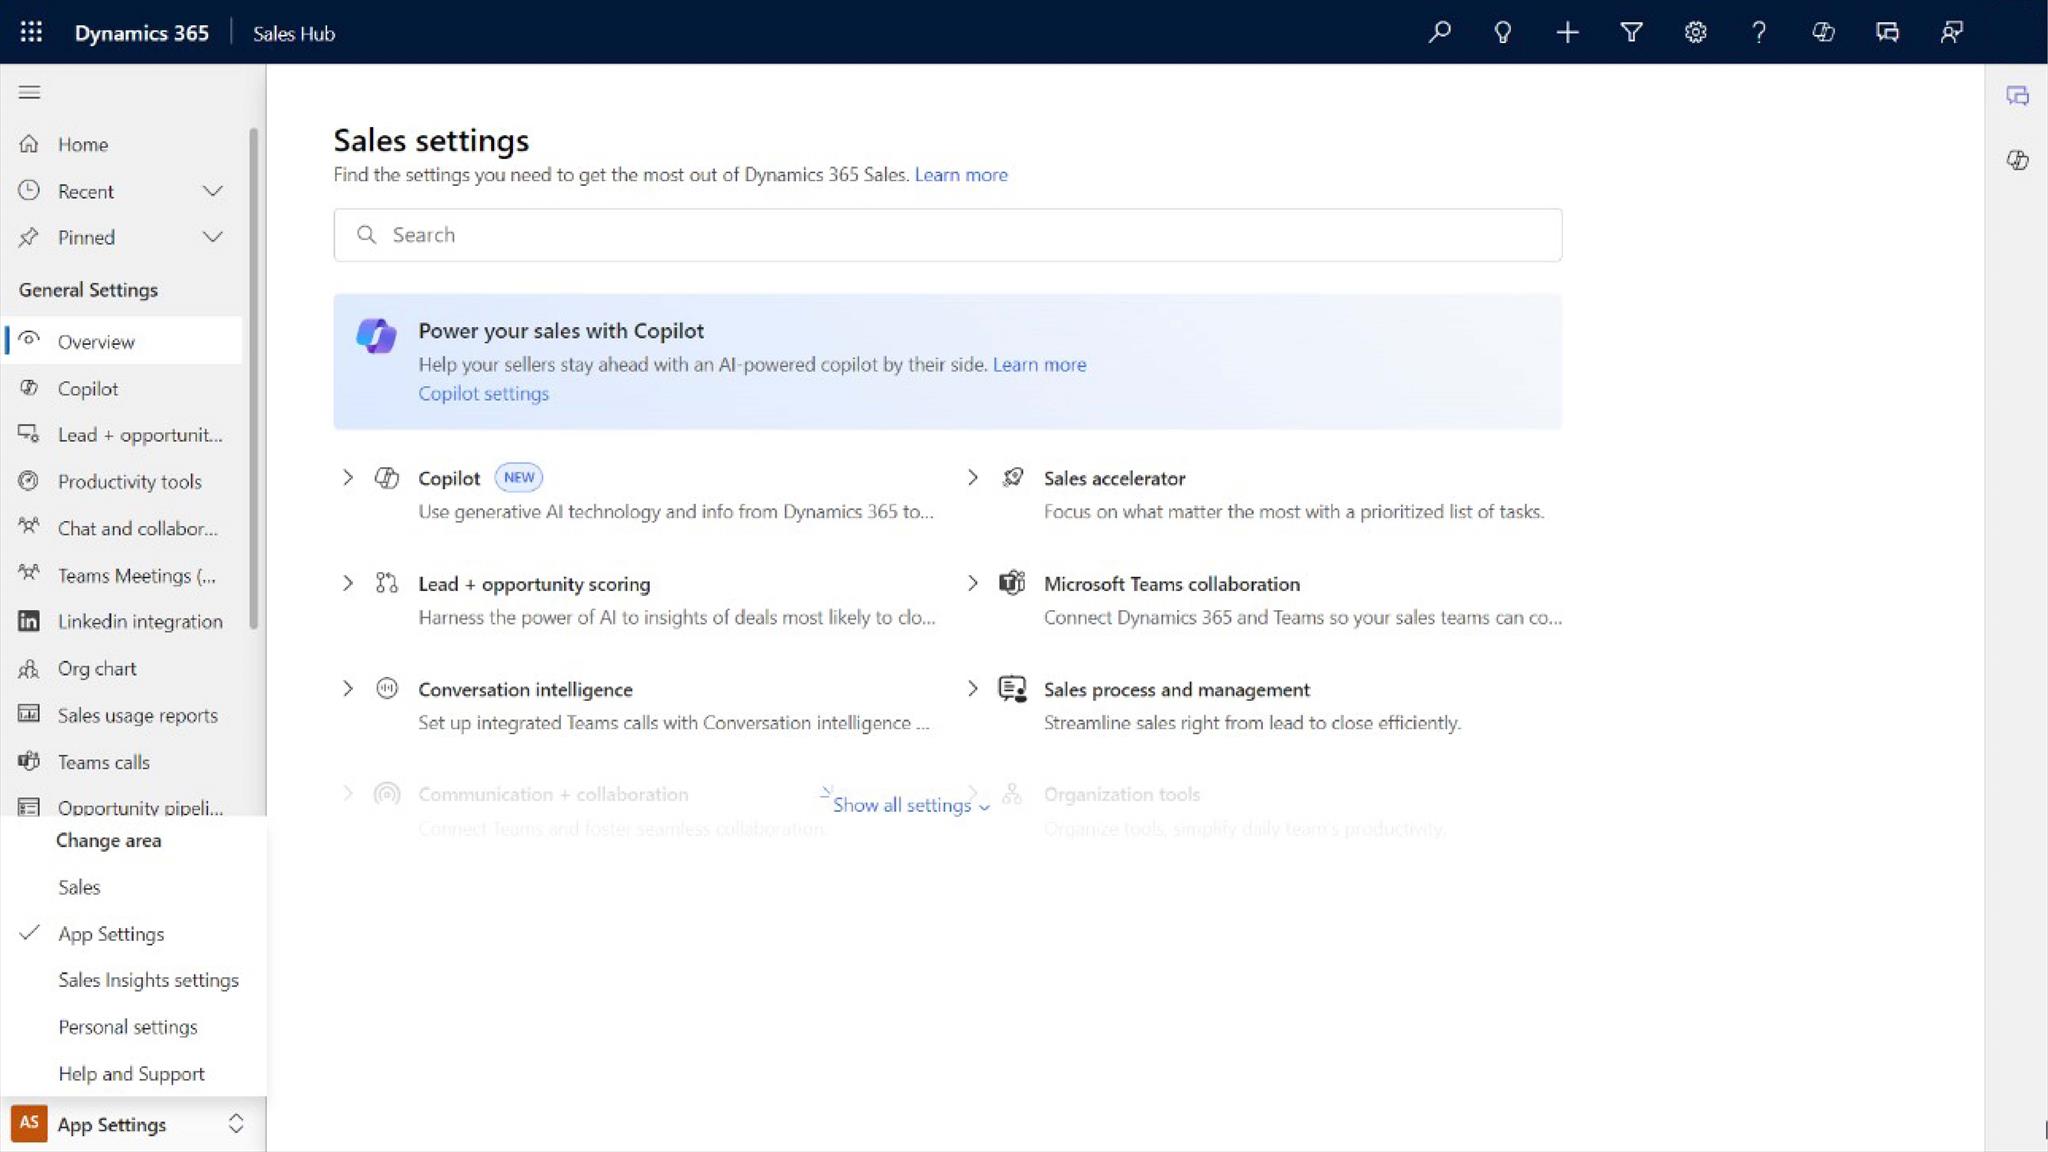 Dynamics 365
Sales Hub
Home
Recent
Pinned
General Settings
Overview
Copilot
Lead + opportunit...
Productivity tools
Chat and collabor...
Teams Meetings (...
Linkedin integration
Org chart
Sales usage reports
Teams calls
Opportunity pipeli...
Change area
Sales
App Settings
Sales Insights settings
Personal settings
Help and Support
AS App Settings
Sales settings
Find the settings you need to get the most out of Dynamics 365 Sales. Learn more
Search
Power your sales with Copilot
Help your sellers stay ahead with an AI-powered copilot by their side. Learn more
Copilot settings
Copilot NEW
Use generative AI technology and info from Dynamics 365 to...
Sales accelerator
Focus on what matter the most with a prioritized list of tasks.
Lead + opportunity scoring
Harness the power of AI to insights of deals most likely to clo...
Microsoft Teams collaboration
Connect Dynamics 365 and Teams so your sales teams can co...
Conversation intelligence
Set up integrated Teams calls with Conversation intelligence ...
Sales process and management
Streamline sales right from lead to close efficiently.
Communication + collaboration
Connect Teams and foster seamless collaboration.
Show all settings
Organization tools
Organize tools, simplify daily team's productivity.